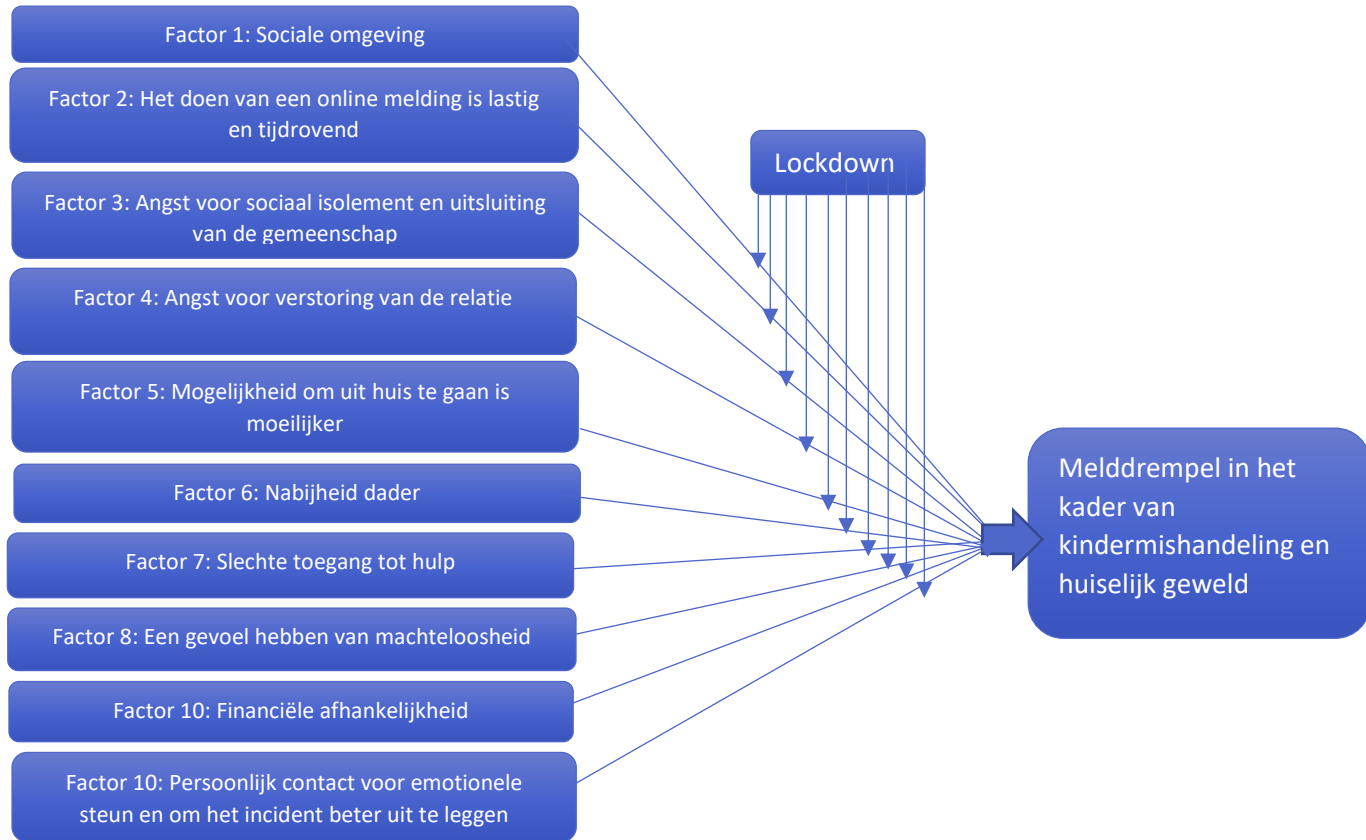 Factor 1: Sociale omgeving
Factor 2: Het doen van een online melding is lastig
en tijdrovend
Factor 3: Angst voor sociaal isolement en uitsluiting
van de gemeenschap
Factor 4: Angst voor verstoring van de relatie
Factor 5: Mogelijkheid om uit huis te gaan is
moeilijker
Factor 6: Nabijheid dader
Factor 7: Slechte toegang tot hulp
Factor 8: Een gevoel hebben van machteloosheid
Factor 10: Financiële afhankelijkheid
Factor 10: Persoonlijk contact voor emotionele
steun en om het incident beter uit te leggen
Lockdown
Melddrempel in het
kader van
kindermishandeling en
huiselijk geweld